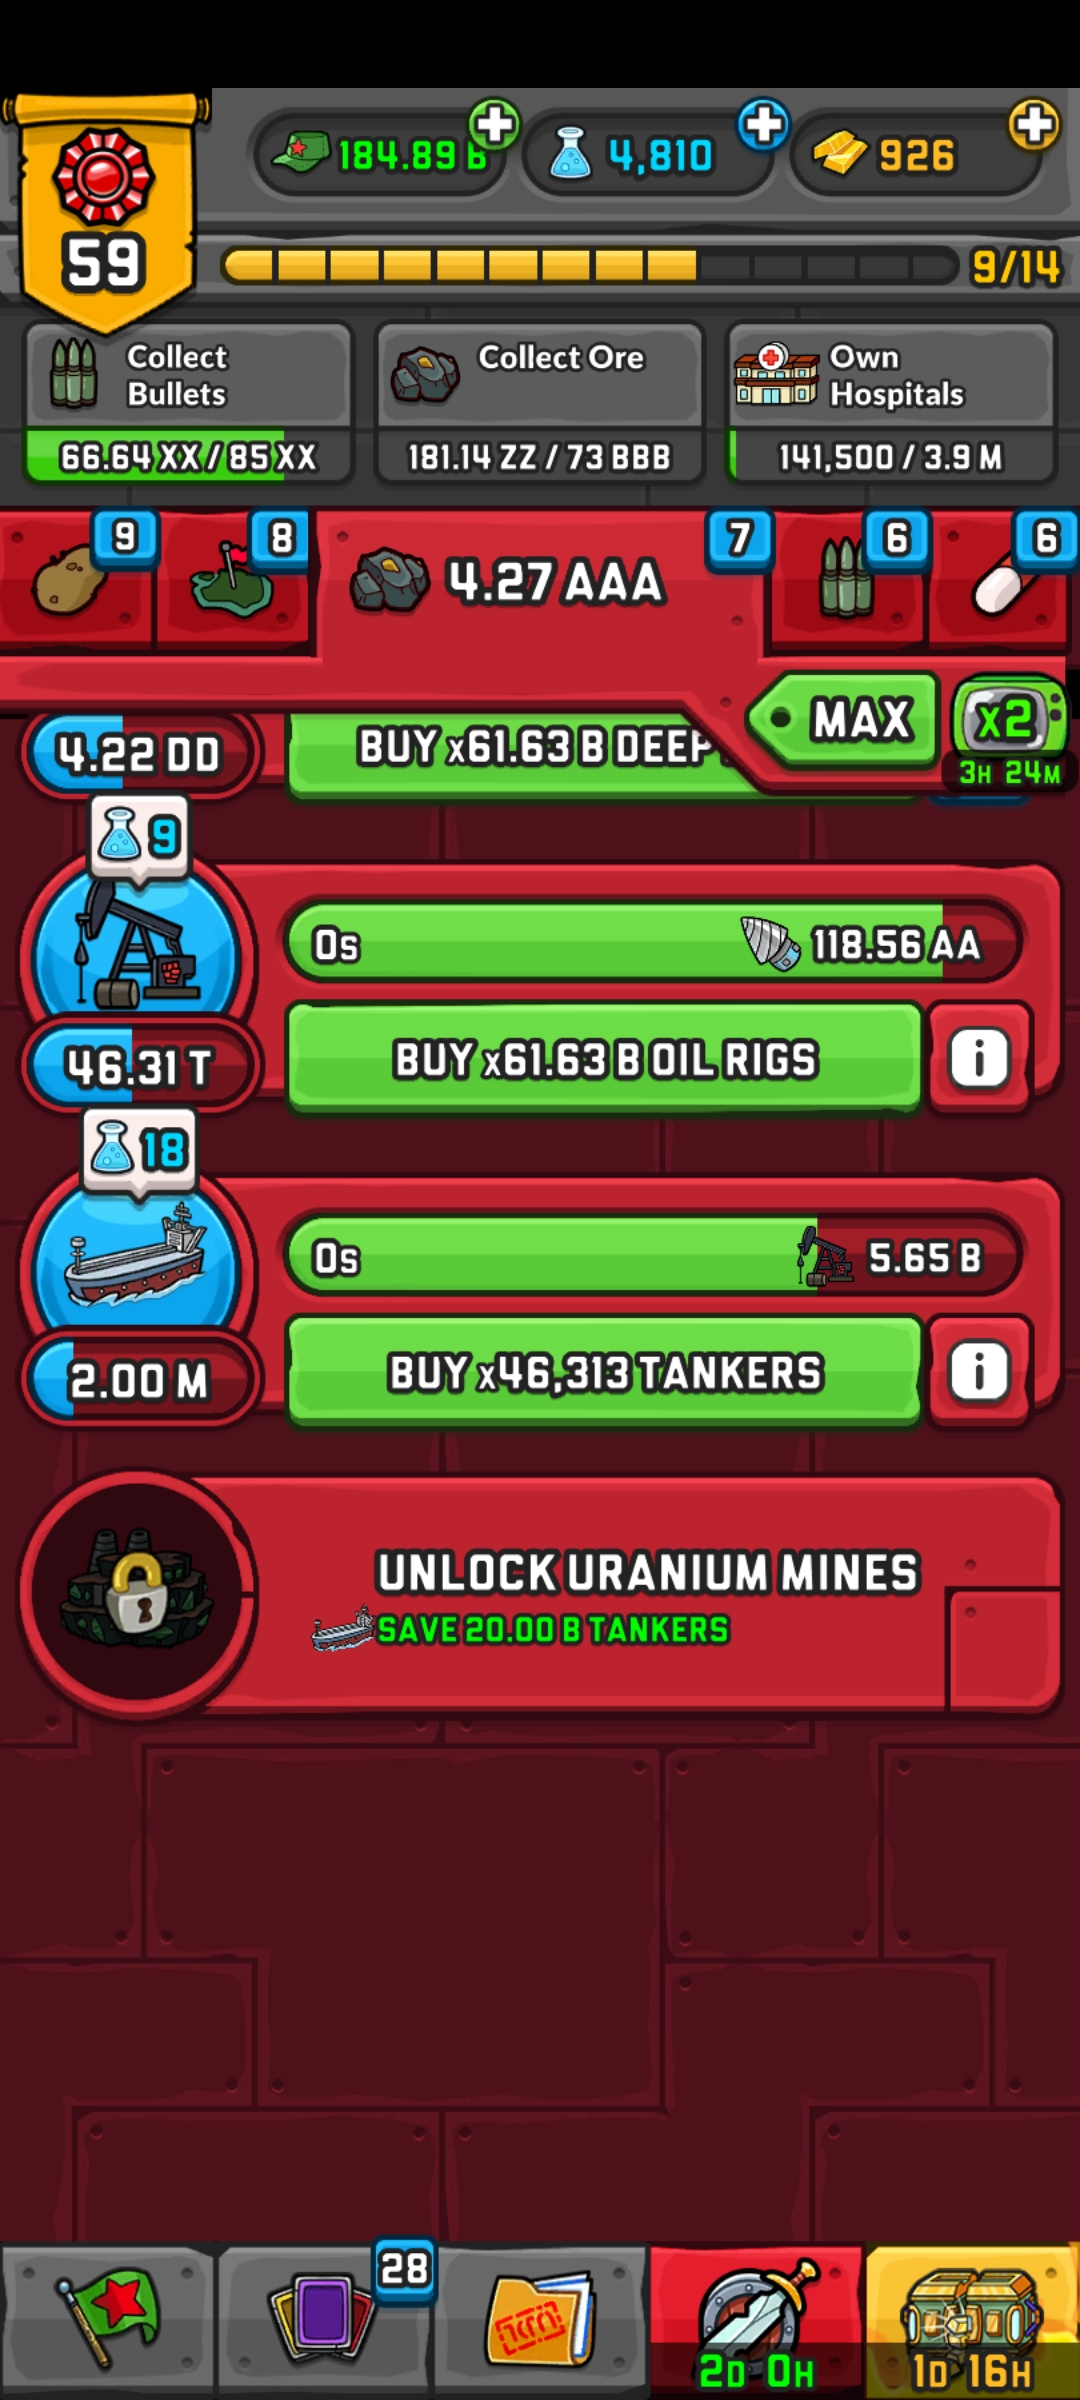 184.89 B
4,810
926
59
9/14
Collect
Bullets
66.64 XX / 85 XX
Collect Ore
181.14 ZZ / 73 BBB
Own
Hospitals
141,500 / 3.9 M
9
8
4.27 AAA
7
6
6
MAX
x2
3H 24M
4.22 DD
BUY x61.63 B DEEP
9
0s
118.56 AA
46.31 T
BUY x61.63 B OIL RIGS
i
18
0s
5.65 B
2.00 M
BUY x46,313 TANKERS
i
UNLOCK URANIUM MINES
SAVE 20.00 B TANKERS
28
2D 0H
1D 16H